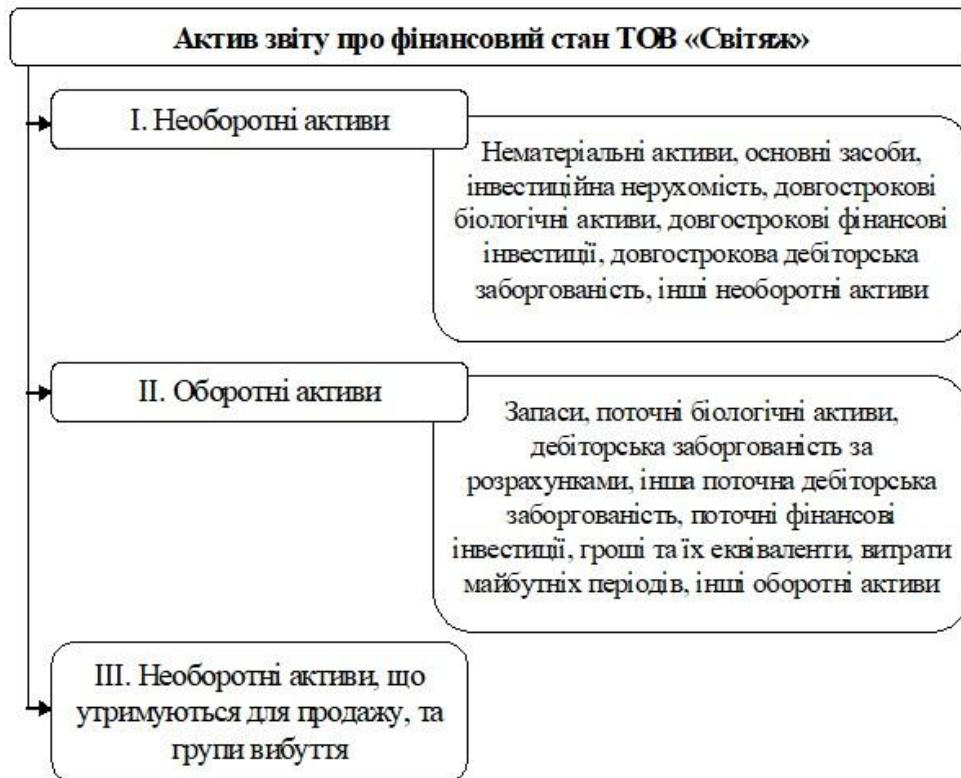 Актив звіту про фінансовий стан ТОВ «Світяж»
І. Необоротні активи
Нематеріальні активи, основні засоби,
інвестиційна нерухомість, довгострокові
біологічні активи, довгострокові фінансові
інвестиції, довгострокова дебіторська
заборгованість, інші необоротні активи
ІІ. Оборотні активи
Запаси, поточні біологічні активи,
дебіторська заборгованість за
розрахунками, інша поточна дебіторська
заборгованість, поточні фінансові
інвестиції, гроші та їх еквіваленти, витрати
майбутніх періодів, інші оборотні активи
ІІІ. Необоротні активи, що
утримуються для продажу, та
групи вибуття